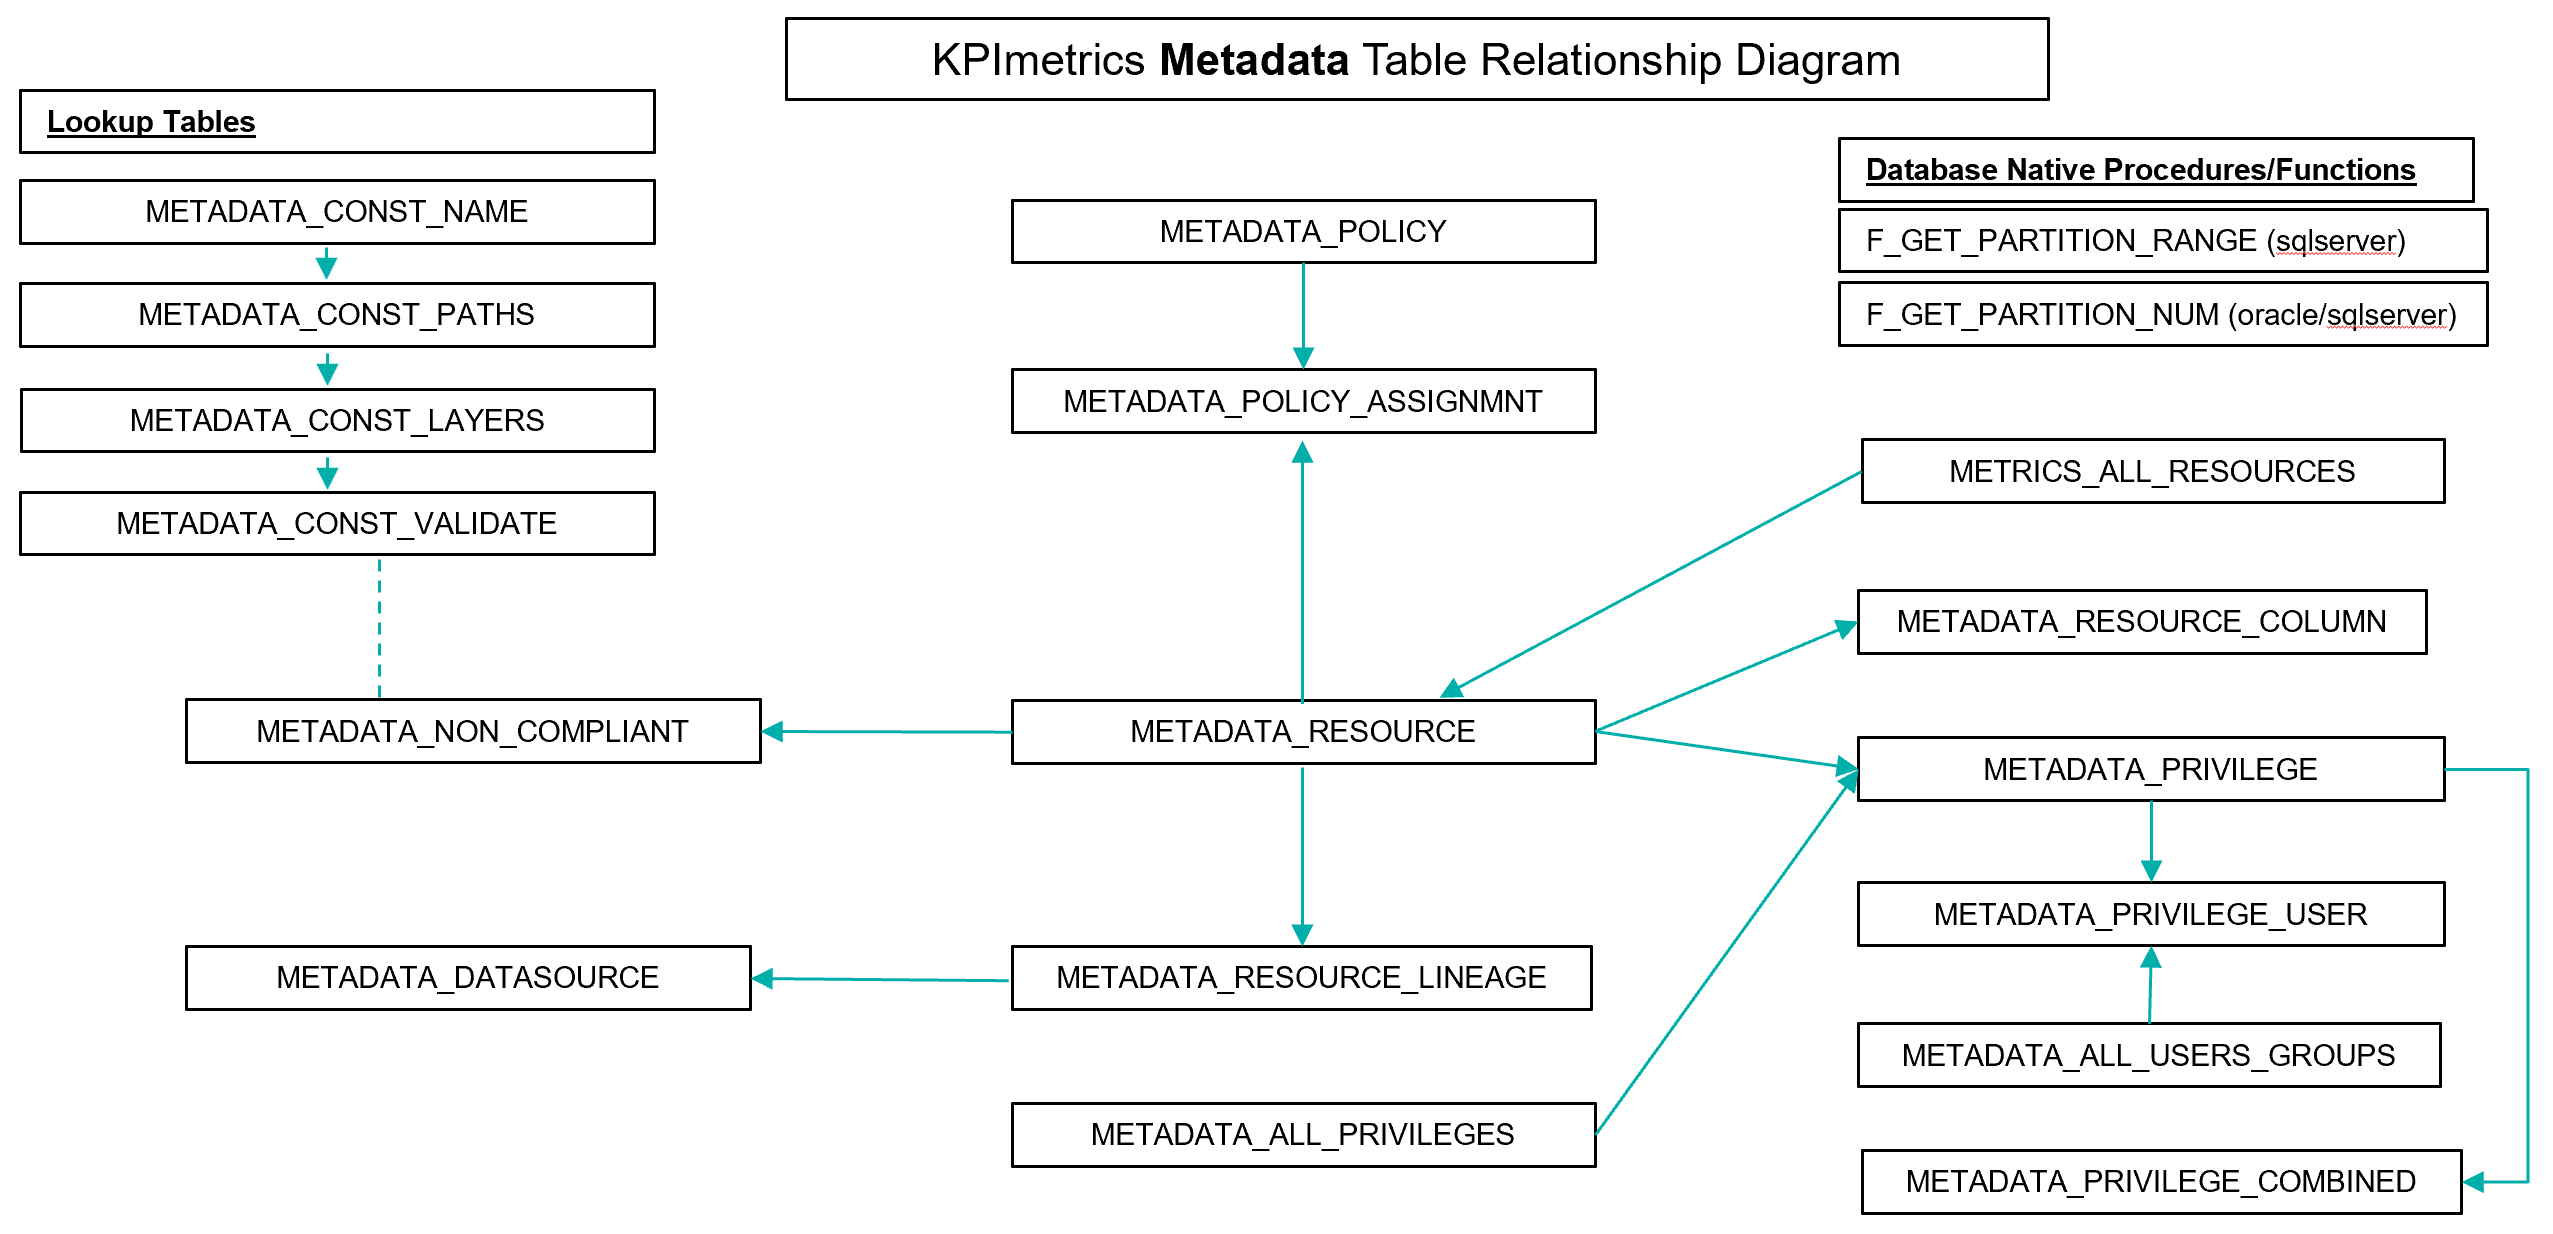 KPImetrics Metadata Table Relationship Diagram
Lookup Tables
METADATA_CONST_NAME
METADATA_CONST_PATHS
METADATA_CONST_LAYERS
METADATA_CONST_VALIDATE
METADATA_POLICY
METADATA_POLICY_ASSIGNMNT
Database Native Procedures/Functions
F_GET_PARTITION_RANGE (sqlserver)
F_GET_PARTITION_NUM (oracle/sqlserver)
METRICS_ALL_RESOURCES
METADATA_RESOURCE_COLUMN
METADATA_NON_COMPLIANT
METADATA_RESOURCE
METADATA_PRIVILEGE
METADATA_PRIVILEGE_USER
METADATA_DATASOURCE
METADATA_RESOURCE_LINEAGE
METADATA_ALL_USERS_GROUPS
METADATA_ALL_PRIVILEGES
METADATA_PRIVILEGE_COMBINED